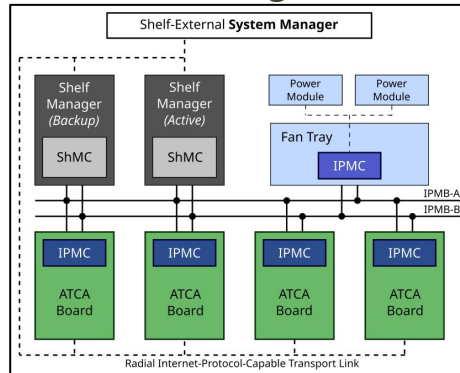 Shelf-External System Manager
Shelf
Manager
(Backup)
ShMC
Shelf
Manager
(Active)
ShMC
Power
Module
Power
Module
Fan Tray
IPMC
IPMB-A
IPMB-B
IPMC
ATCA
Board
IPMC
ATCA
Board
IPMC
ATCA
Board
IPMC
ATCA
Board
Radial Internet-Protocol-Capable Transport Link